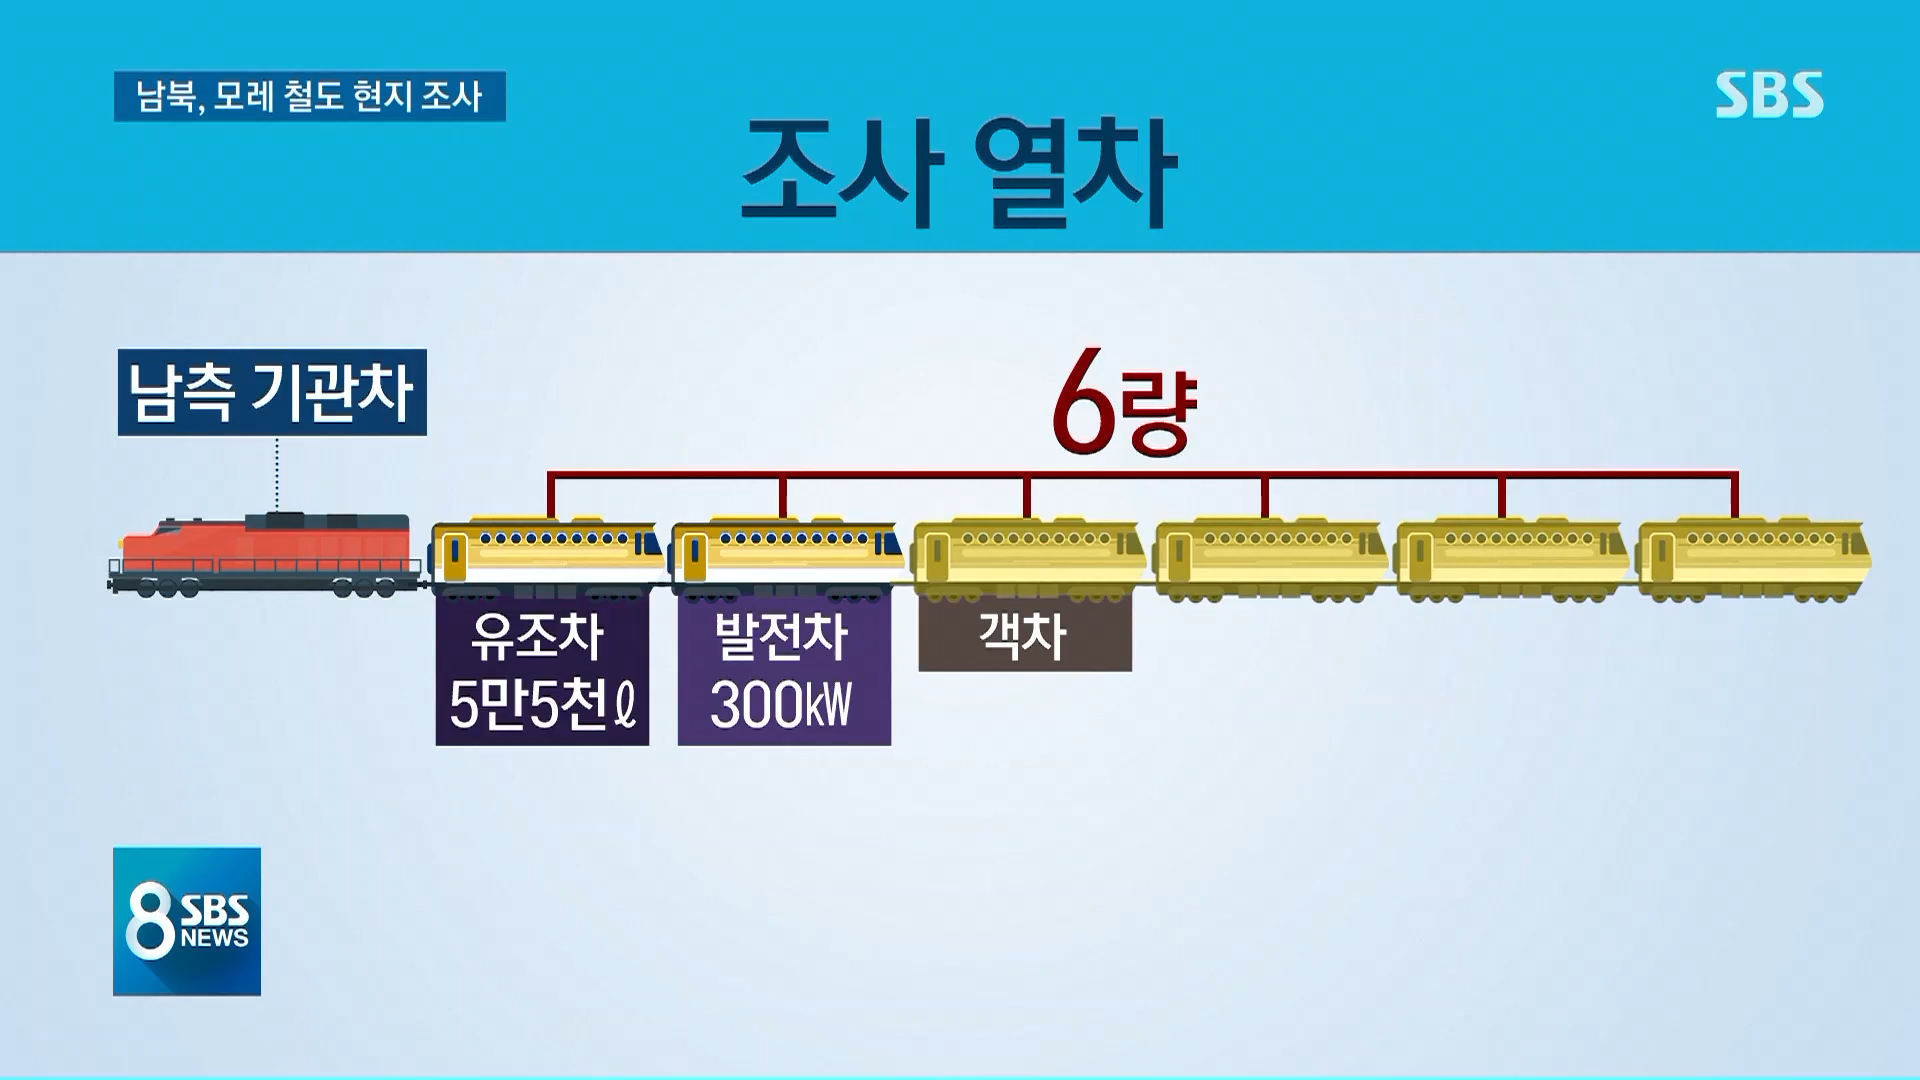 남북, 모레 철도 현지 조사
SBS
조사 열차
남측 기관차
6량
유조차
5만5천ℓ
발전차
300㎾
객차
8 SBS
NEWS